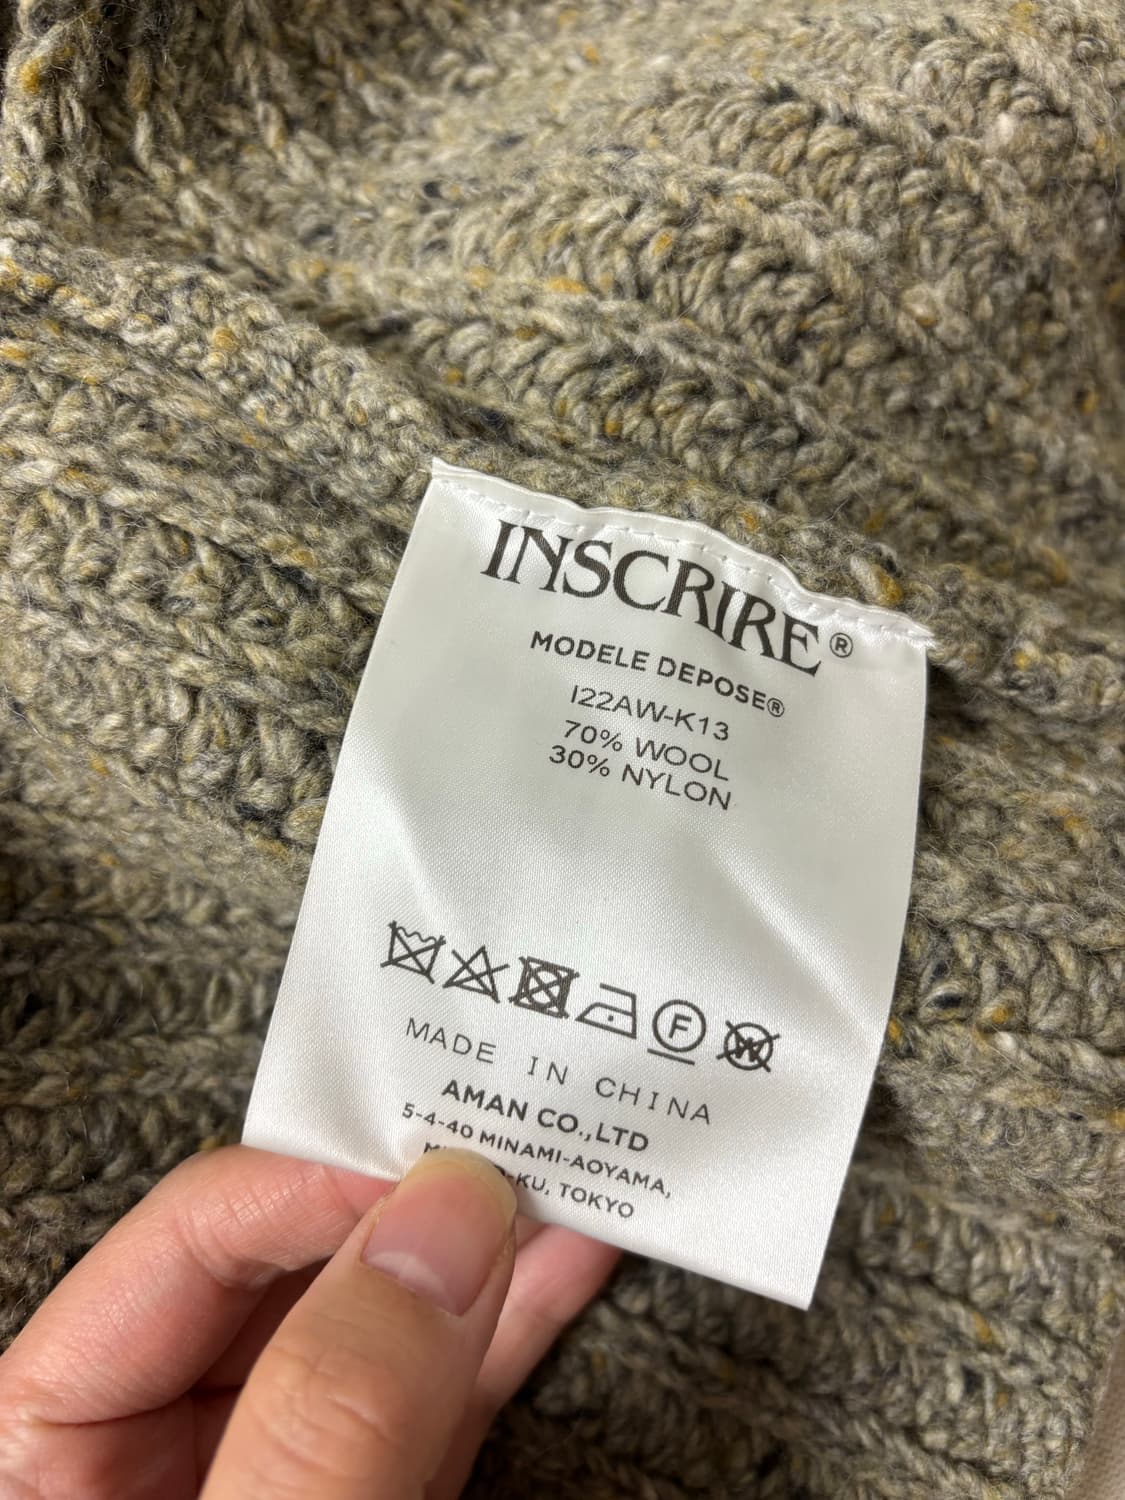 INSCRIRE®
MODELE DEPOSE®
I22AW-K13
70% WOOL
30% NYLON
F W
MADE IN CHINA
AMAN CO.,LTD
5-4-40 MINAMI-AOYAMA,
-KU, TOKYO